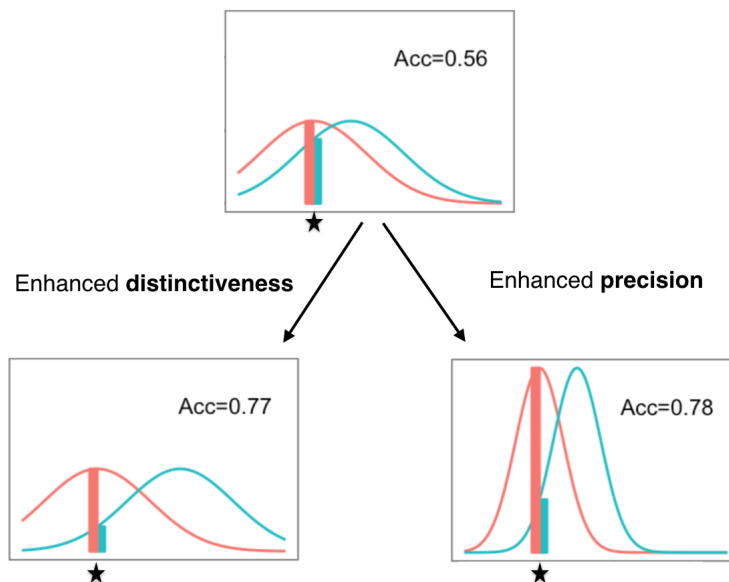 Acc=0.56
Enhanced distinctiveness
Enhanced precision
Acc=0.77
Acc=0.78